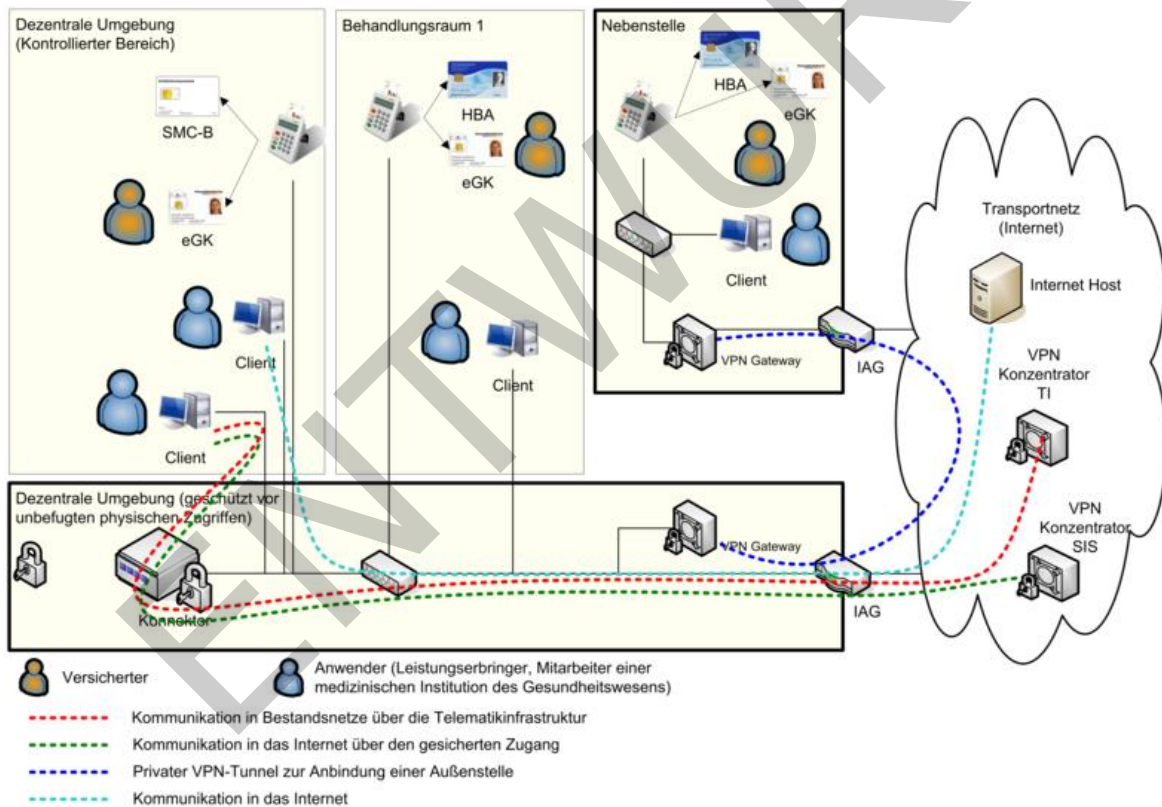 Dezentrale Umgebung
(Kontrollierter Bereich)
SMC-B
eGK
Client
Client
Behandlungsraum 1
HBA
eGK
Client
Nebenstelle
HBA
eGK
Client
VPN Gateway
IAG
Transportnetz
(Internet)
Internet Host
VPN
Konzentrator
TI
VPN
Konzentrator
SIS
Dezentrale Umgebung (geschützt vor
unbefugten physischen Zugriffen)
Konnektor
VPN Gateway
IAG
Versicherter
Anwender (Leistungserbringer, Mitarbeiter einer
medizinischen Institution des Gesundheitswesens)
Kommunikation in Bestandsnetze über die Telematikinfrastruktur
Kommunikation in das Internet über den gesicherten Zugang
Privater VPN-Tunnel zur Anbindung einer Außenstelle
Kommunikation in das Internet
ENTWUR